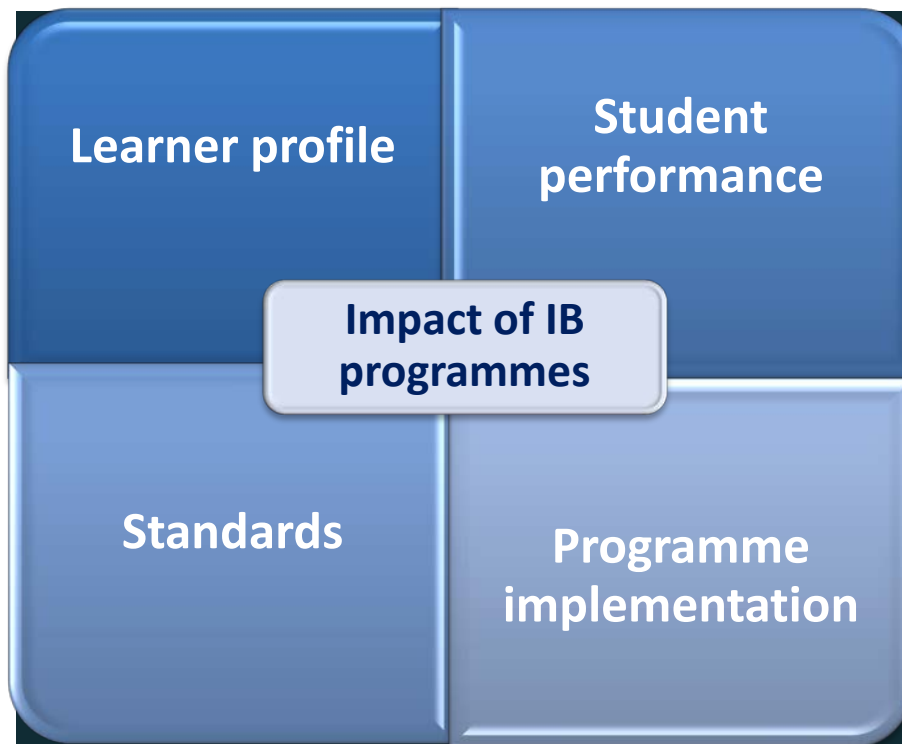 Learner profile
Student
performance
Impact of IB
programmes
Standards
Programme
implementation